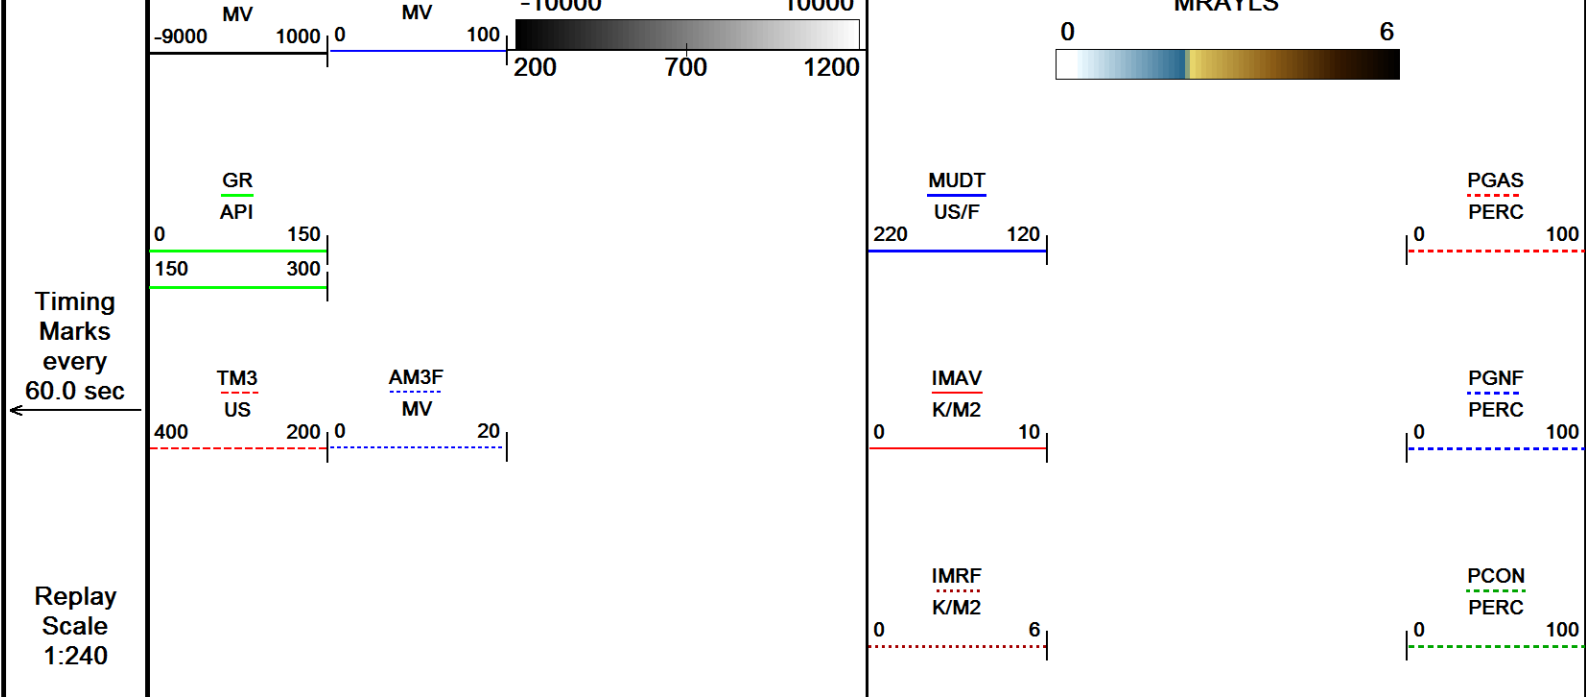 -10000 10000
MV MV MRAYLS
-9000 1000 0 100 0 6
200 700 1200
GR MUDT PGAS
API US/F PERC
0 150 220 120 0 100
150 300
Timing
Marks
every
60.0 sec
TM3 AM3F IMAV PGNF
US MV K/M2 PERC
400 200 0 20 0 10 0 100
IMRF PCON
K/M2 PERC
0 6 0 100
Replay
Scale
1:240